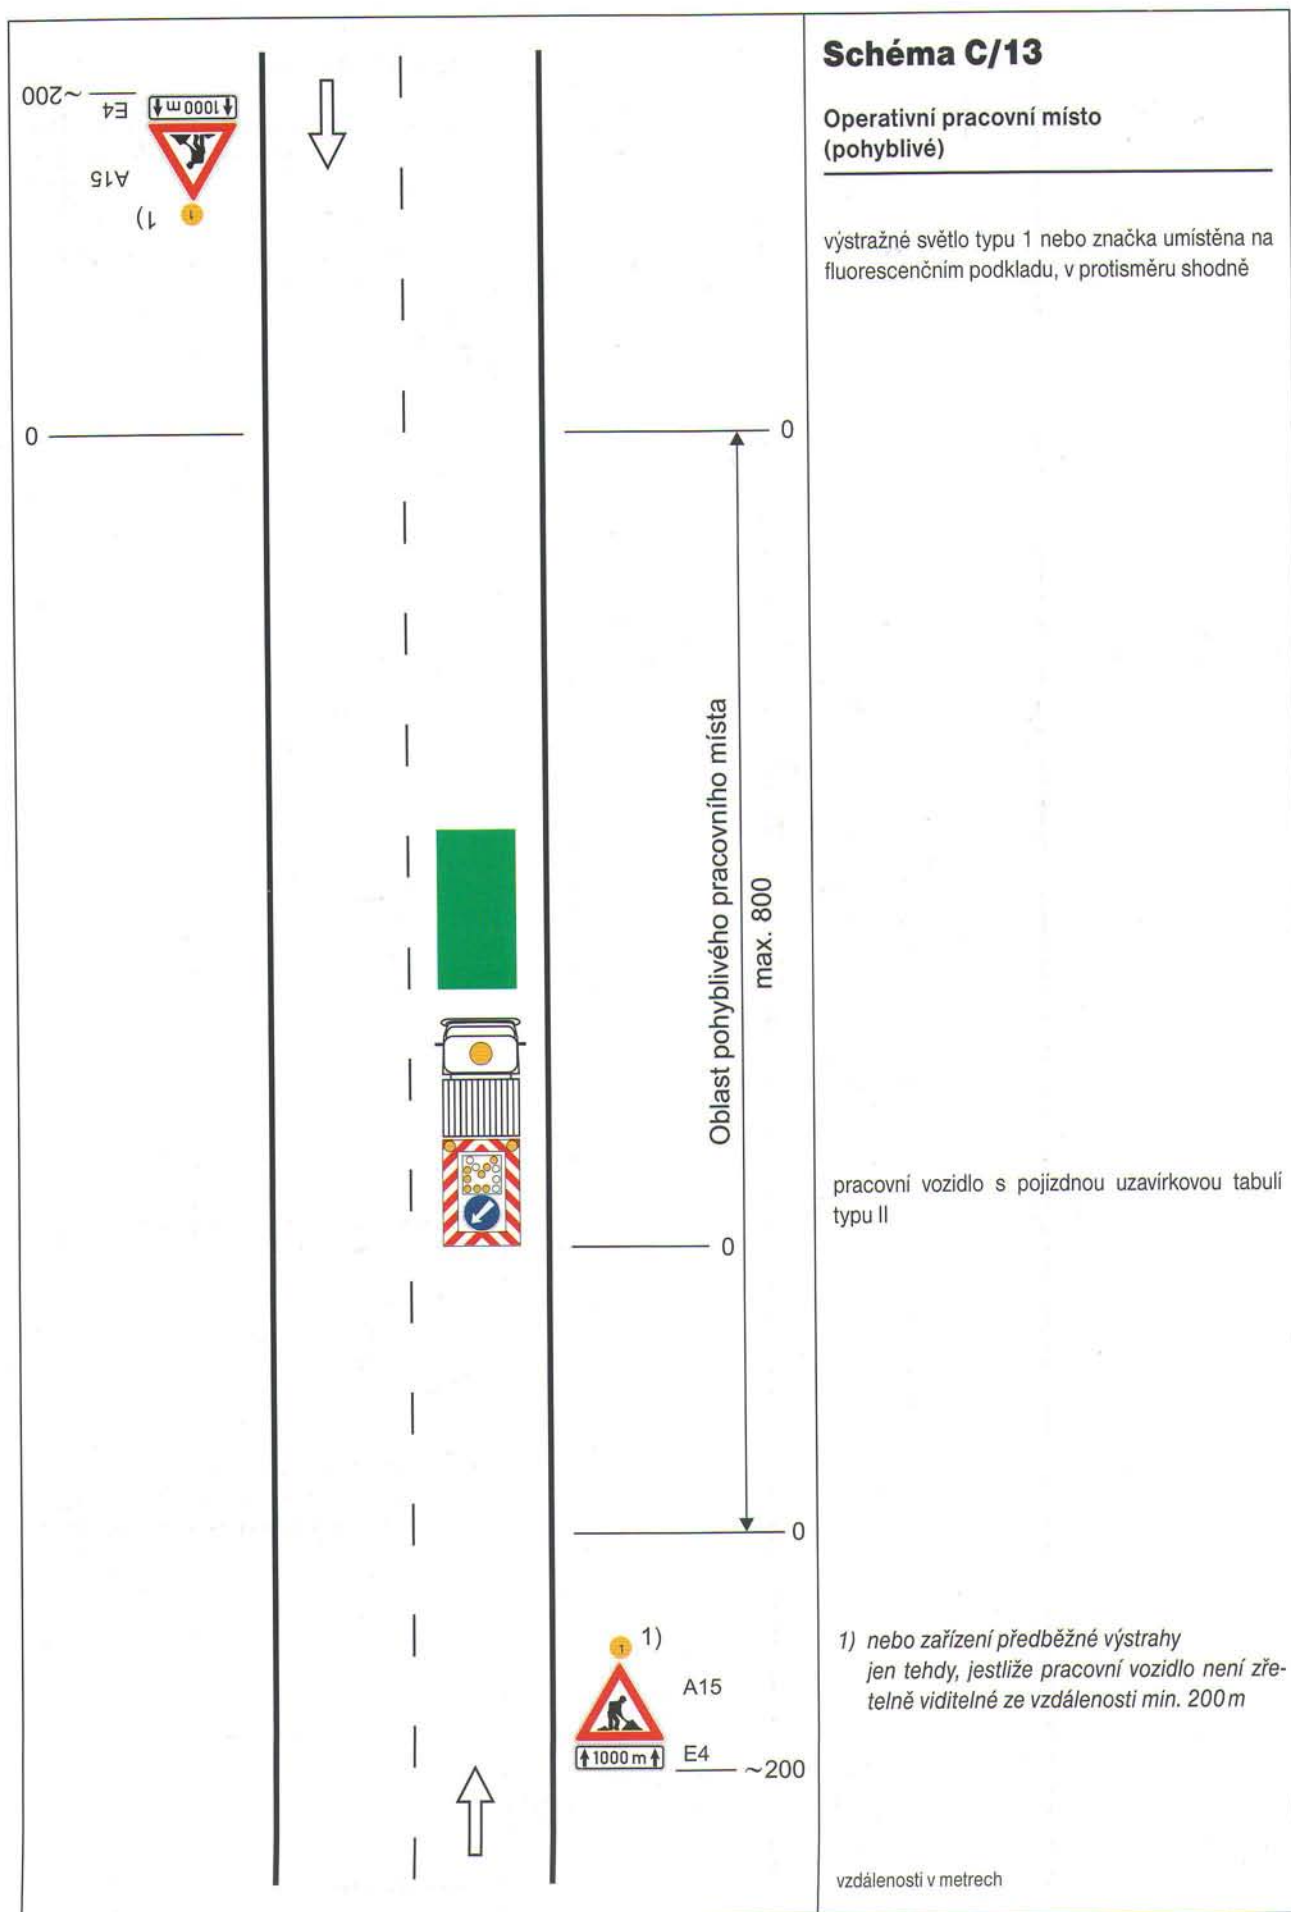 Schéma C/13
Operativní pracovní místo
(pohyblivé)
výstražné světlo typu 1 nebo značka umístěna na
fluorescenčním podkladu, v protisměru shodně
~200
E4
1000 m
A15
1)
1
0
0
Oblast pohyblivého pracovního místa
max. 800
pracovní vozidlo s pojízdnou uzavírkovou tabulí
typu II
0
0
1
1)
A15
1000 m
E4
~200
1) nebo zařízení předběžné výstrahy
jen tehdy, jestliže pracovní vozidlo není zře-
telně viditelné ze vzdálenosti min. 200 m
vzdálenosti v metrech